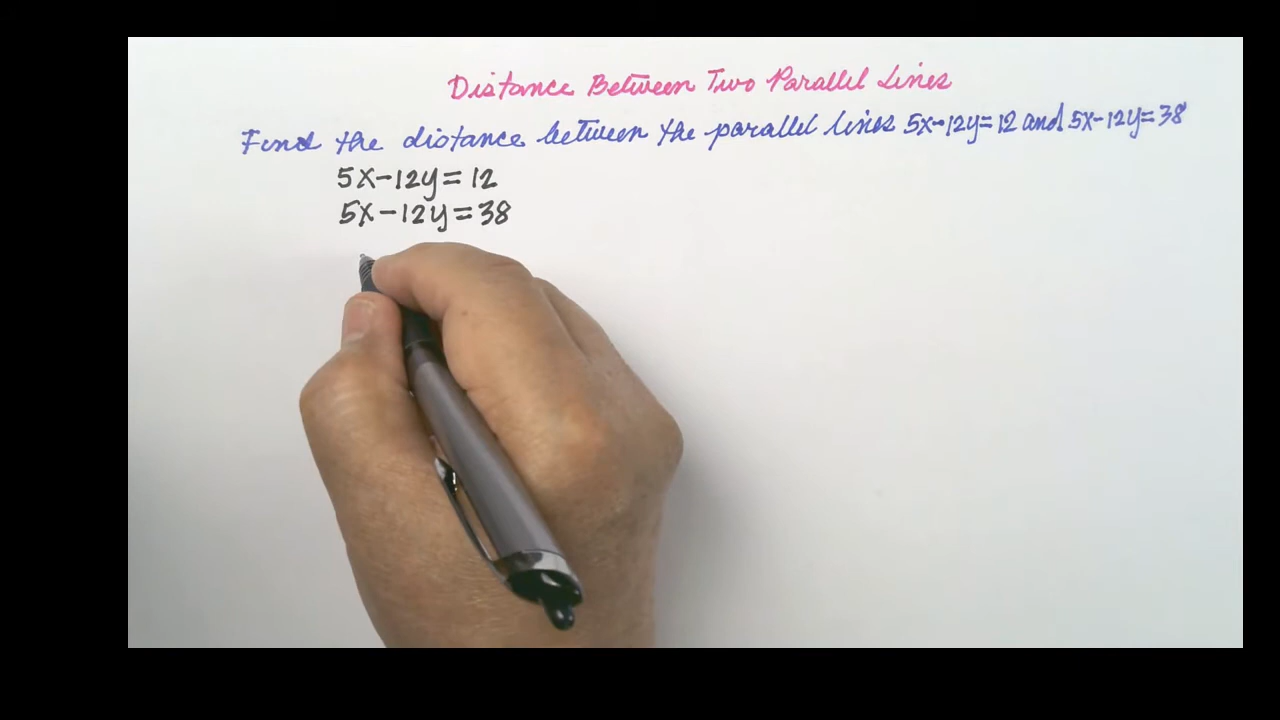 Distance Between Two Parallel Lines
Find the distance between the parallel lines 5x-12y=12 and 5x-12y=38
5x-12y=12
5x-12y=38